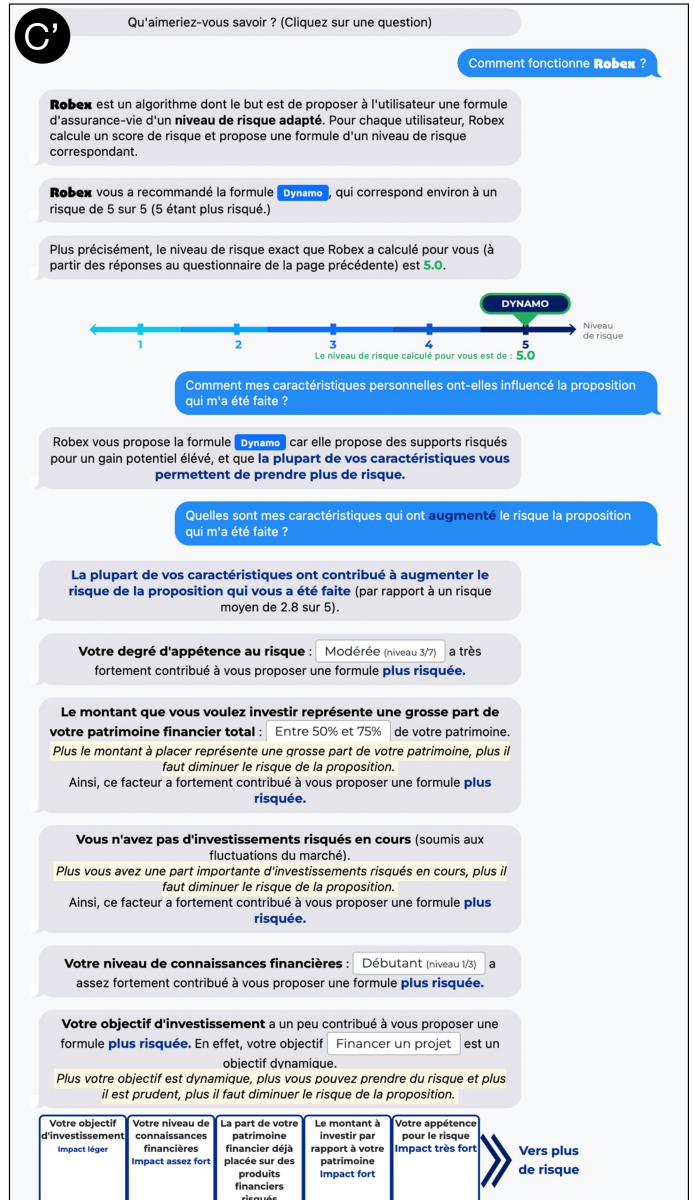 C'
Qu'aimeriez-vous savoir ? (Cliquez sur une question)
Comment fonctionne Robex ?
Robex est un algorithme dont le but est de proposer à l'utilisateur une formule
d'assurance-vie d'un niveau de risque adapté. Pour chaque utilisateur, Robex
calcule un score de risque et propose une formule d'un niveau de risque
correspondant.
Robex vous a recommandé la formule Dynamo , qui correspond environ à un
risque de 5 sur 5 (5 étant plus risqué.)
Plus précisément, le niveau de risque exact que Robex a calculé pour vous (à
partir des réponses au questionnaire de la page précédente) est 5.0.
DYNAMO
Niveau
de risque
1 2 3 4 5
Le niveau de risque calculé pour vous est de : 5.0
Comment mes caractéristiques personnelles ont-elles influencé la proposition
qui m'a été faite ?
Robex vous propose la formule Dynamo car elle propose des supports risqués
pour un gain potentiel élévé, et que la plupart de vos caractéristiques vous
permettent de prendre plus de risque.
Quelles sont mes caractéristiques qui ont augmenté le risque la proposition
qui m'a été faite ?
La plupart de vos caractéristiques ont contribué à augmenter le
risque de la proposition qui vous a été faite (par rapport à un risque
moyen de 2.8 sur 5).
Votre degré d'appétence au risque : Modérée (niveau 3/7) a très
fortement contribué à vous proposer une formule plus risquée.
Le montant que vous voulez investir représente une grosse part de
votre patrimoine financier total : Entre 50% et 75% de votre patrimoine.
Plus le montant à placer représente une grosse part de votre patrimoine, plus il
faut diminuer le risque de la proposition.
Ainsi, ce facteur a fortement contribué à vous proposer une formule plus
risquée.
Vous n'avez pas d'investissements risqués en cours (soumis aux
fluctuations du marché).
Plus vous avez une part importante d'investissements risqués en cours, plus il
faut diminuer le risque de la proposition.
Ainsi, ce facteur a fortement contribué à vous proposer une formule plus
risquée.
Votre niveau de connaissances financières : Débutant (niveau 1/3) a
assez fortement contribué à vous proposer une formule plus risquée.
Votre objectif d'investissement a un peu contribué à vous proposer une
formule plus risquée. En effet, votre objectif Financer un projet est un
objectif dynamique.
Plus votre objectif est dynamique, plus vous pouvez prendre du risque et plus
il est prudent, plus il faut diminuer le risque de la proposition.
Votre objectif
d'investissement
Impact léger
Votre niveau de
connaissances
financières
Impact assez fort
La part de votre
patrimoine
financier déjà
placée sur des
produits
financiers
risqués
Le montant à
investir par
rapport à votre
patrimoine
Impact fort
Votre appétence
pour le risque
Impact très fort
Vers plus
de risque